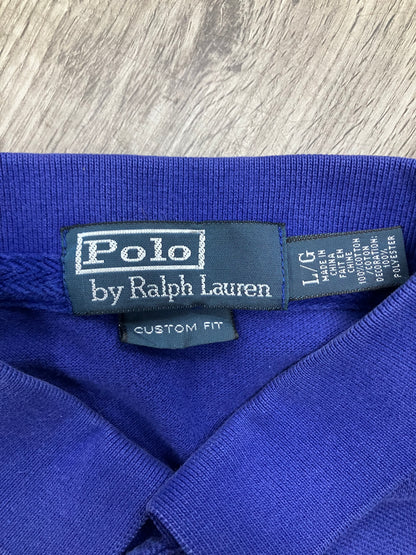 Polo
by Ralph Lauren
CUSTOM FIT
L/G
MADE IN
CHINA
FAIT EN
CHINE
100%COTTON
/COTON
DECORATION:
100%
POLYESTER